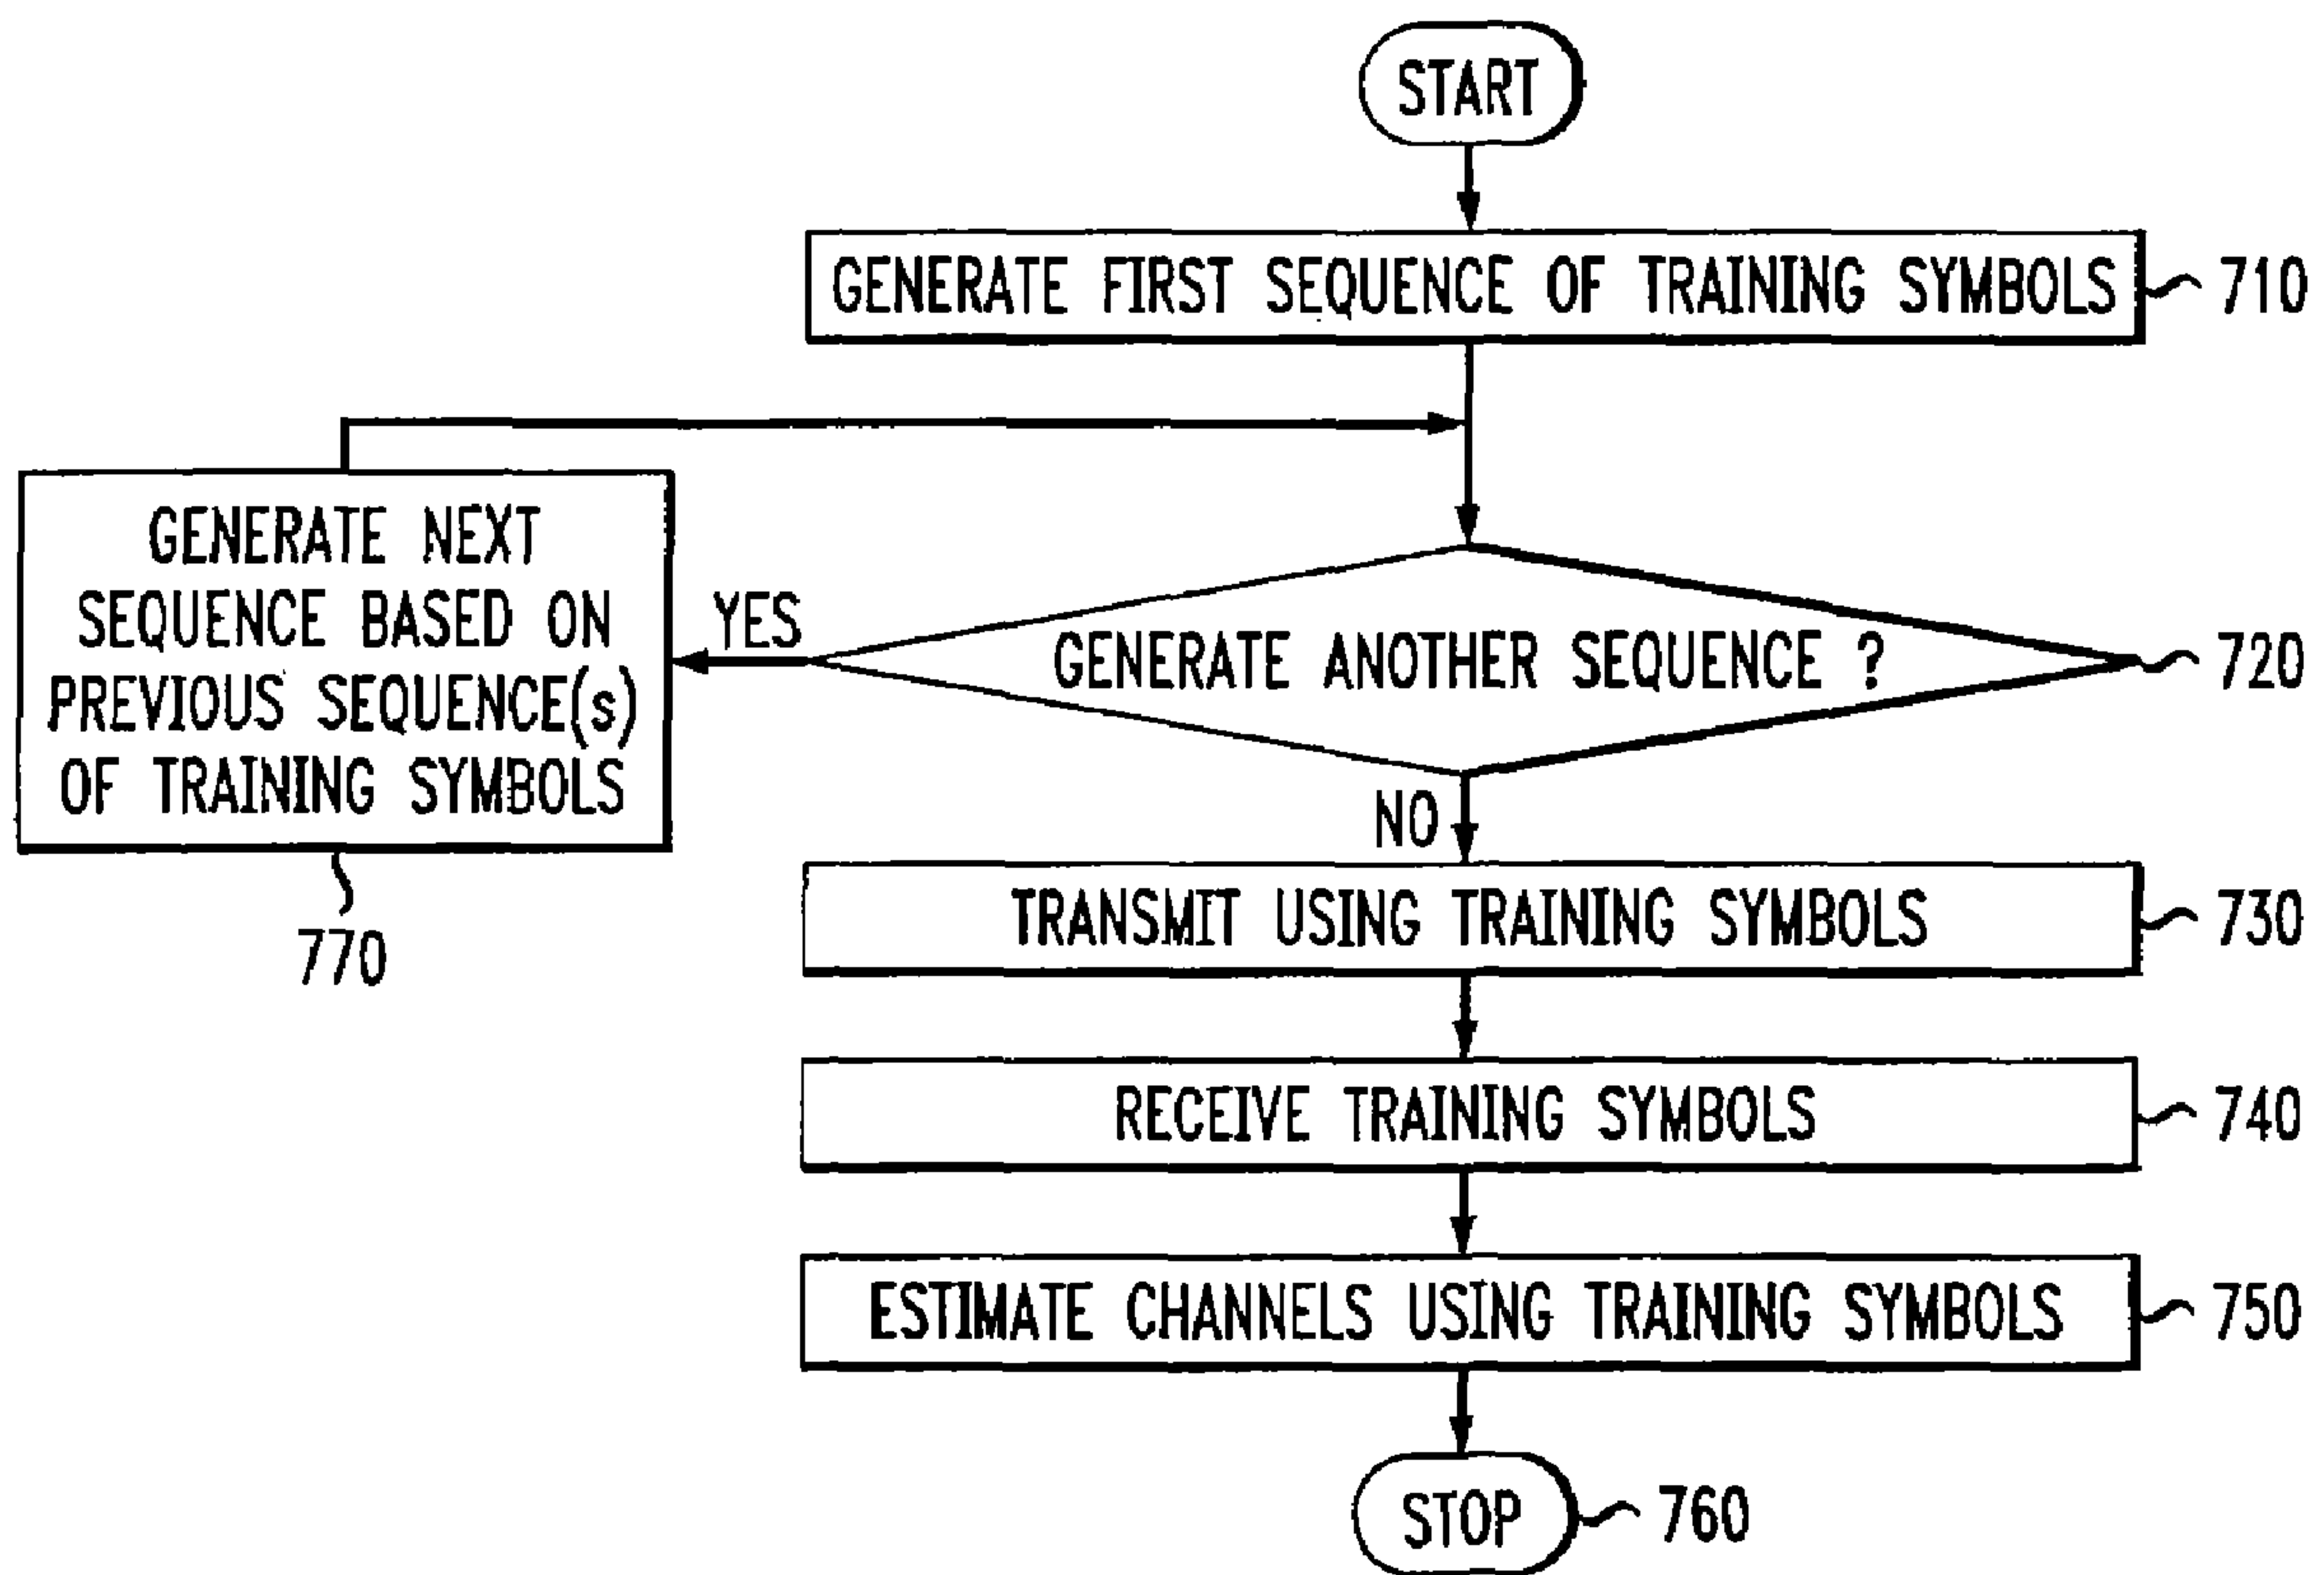 START
GENERATE FIRST SEQUENCE OF TRAINING SYMBOLS
710
GENERATE NEXT
SEQUENCE BASED ON
PREVIOUS SEQUENCE(s)
OF TRAINING SYMBOLS
770
YES
GENERATE ANOTHER SEQUENCE ?
720
NO
TRANSMIT USING TRAINING SYMBOLS
730
RECEIVE TRAINING SYMBOLS
740
ESTIMATE CHANNELS USING TRAINING SYMBOLS
750
STOP
760